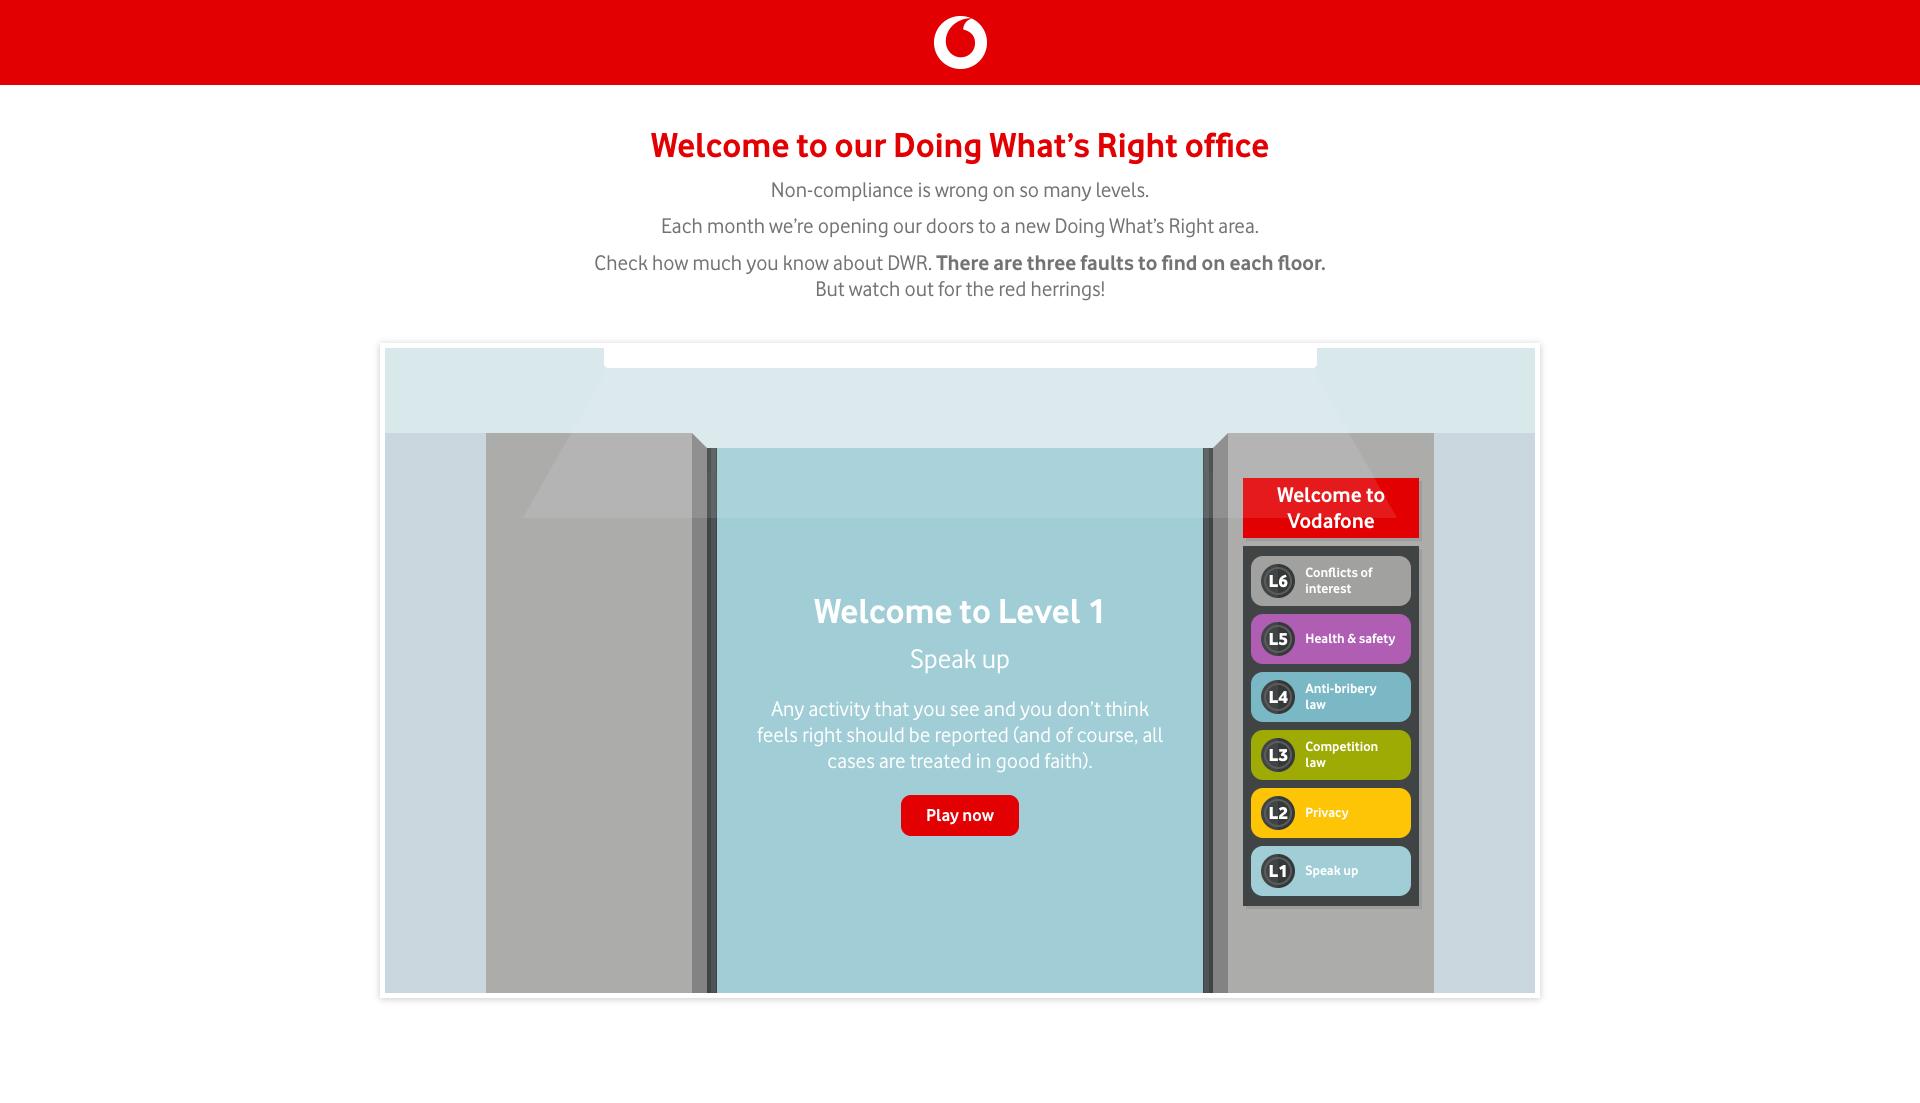 Welcome to our Doing What's Right office
Non-compliance is wrong on so many levels.
Each month we're opening our doors to a new Doing What's Right area.
Check how much you know about DWR. There are three faults to find on each floor.
But watch out for the red herrings!
Welcome to Level 1
Speak up
Any activity that you see and you don't think
feels right should be reported (and of course, all
cases are treated in good faith).
Play now
Welcome to
Vodafone
L6 Conflicts of
interest
L5 Health & safety
L4 Anti-bribery
law
L3 Competition
law
L2 Privacy
L1 Speak up